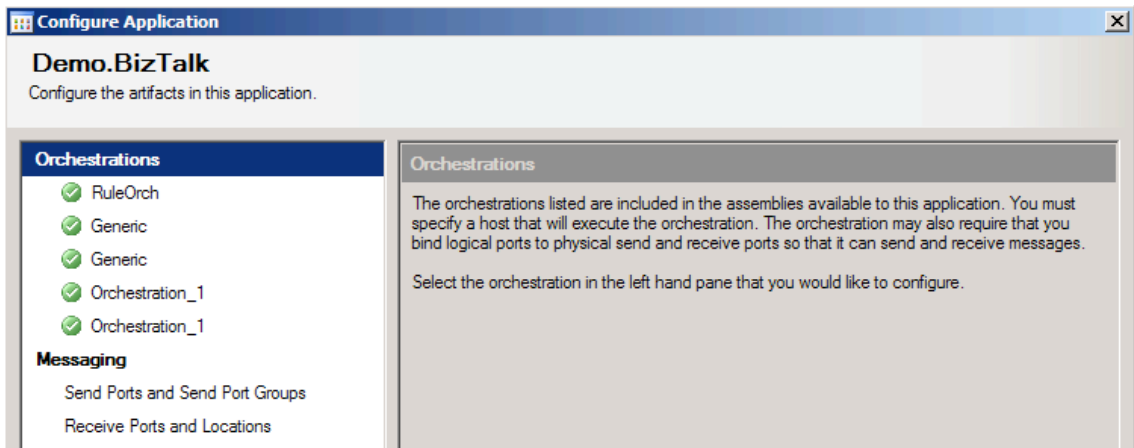 Configure Application
Demo.BizTalk
Configure the artifacts in this application.
Orchestrations
RuleOrch
Generic
Generic
Orchestration_1
Orchestration_1
Messaging
Send Ports and Send Port Groups
Receive Ports and Locations
Orchestrations
The orchestrations listed are included in the assemblies available to this application. You must
specify a host that will execute the orchestration. The orchestration may also require that you
bind logical ports to physical send and receive ports so that it can send and receive messages.
Select the orchestration in the left hand pane that you would like to configure.